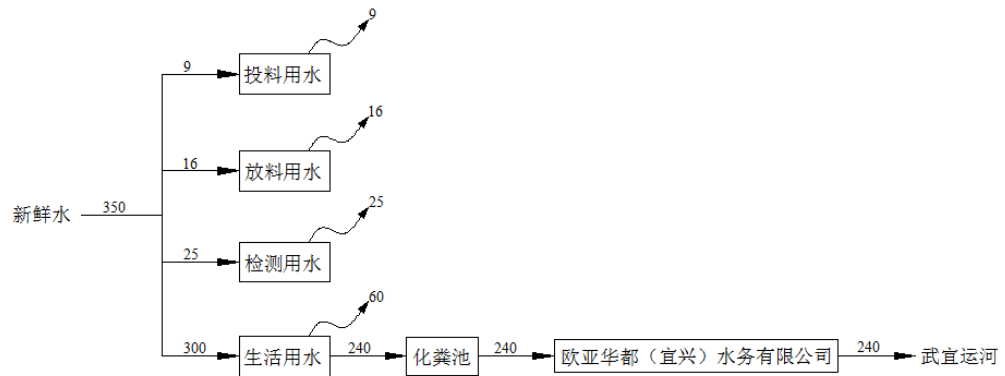 9
9
投料用水
16
16
放料用水
新鲜水
350
25
25
检测用水
60
300
生活用水
240
化粪池
240
欧亚华都（宜兴）水务有限公司
240
武宜运河